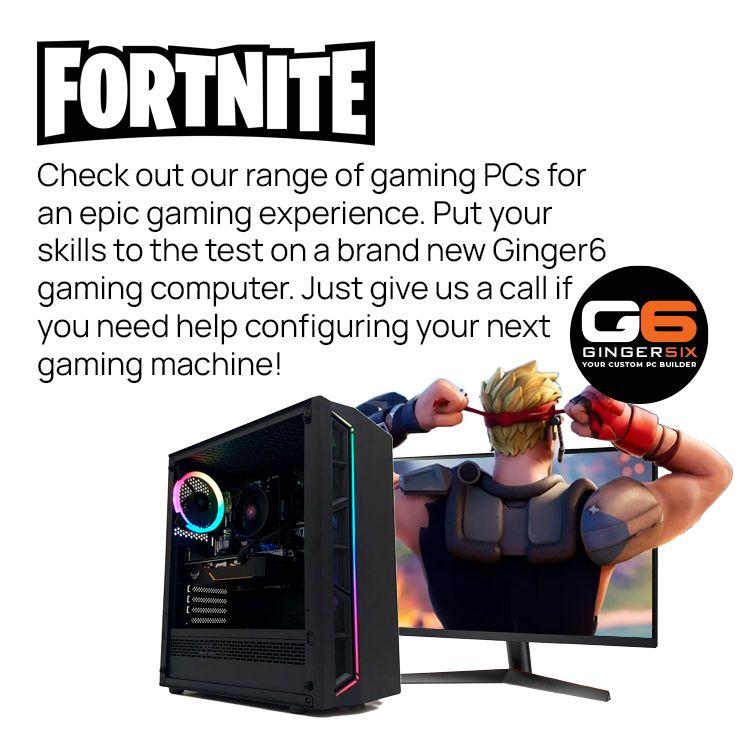 FORTNITE
Check out our range of gaming PCs for
an epic gaming experience. Put your
skills to the test on a brand new Ginger6
gaming computer. Just give us a call if
you need help configuring your next
gaming machine!
G6
GINGERSIX
YOUR CUSTOM PC BUILDER